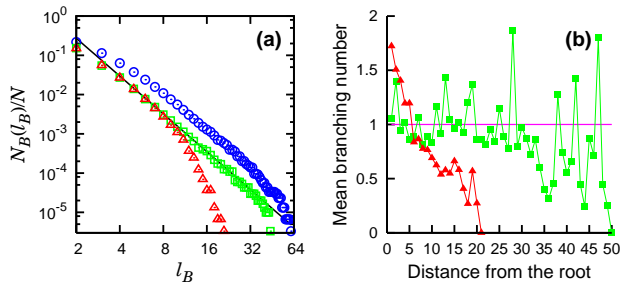 (a)
N_B(l_B)/N
10^0
10^-1
10^-2
10^-3
10^-4
10^-5
2 4 8 16 32 64
l_B
(b)
Mean branching number
2
1.5
1
0.5
0
0 5 10 15 20 25 30 35 40 45 50
Distance from the root